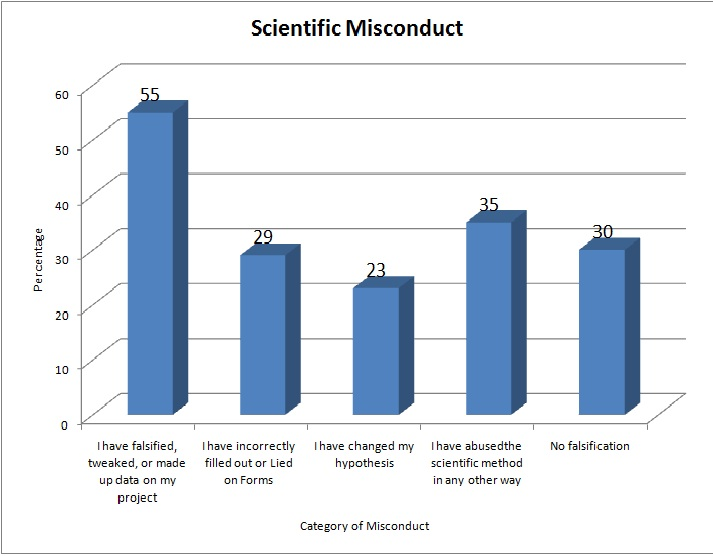 Scientific Misconduct
60
50
40
30
20
10
0
Percentage
55
29
23
35
30
I have falsified,
tweaked, or made
up data on my
project
I have incorrectly
filled out or Lied
on Forms
I have changed my
hypothesis
I have abusedthe
scientific method
in any other way
No falsification
Category of Misconduct